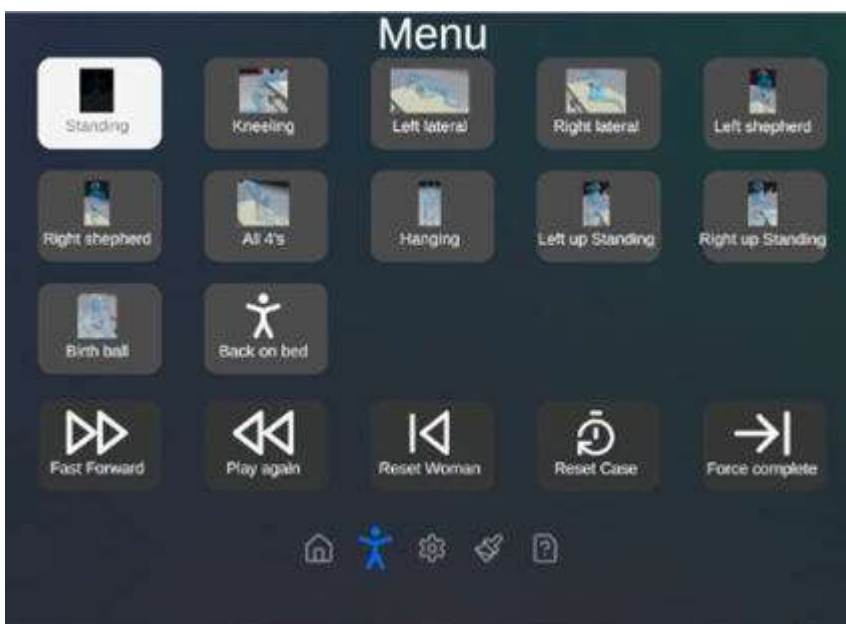 Menu
Standing
Kneeling
Left lateral
Right lateral
Left shepherd
Right shepherd
All 4's
Hanging
Left up Standing
Right up Standing
Birth ball
Back on bed
Fast Forward
Play again
Reset Woman
Reset Case
Force complete
?